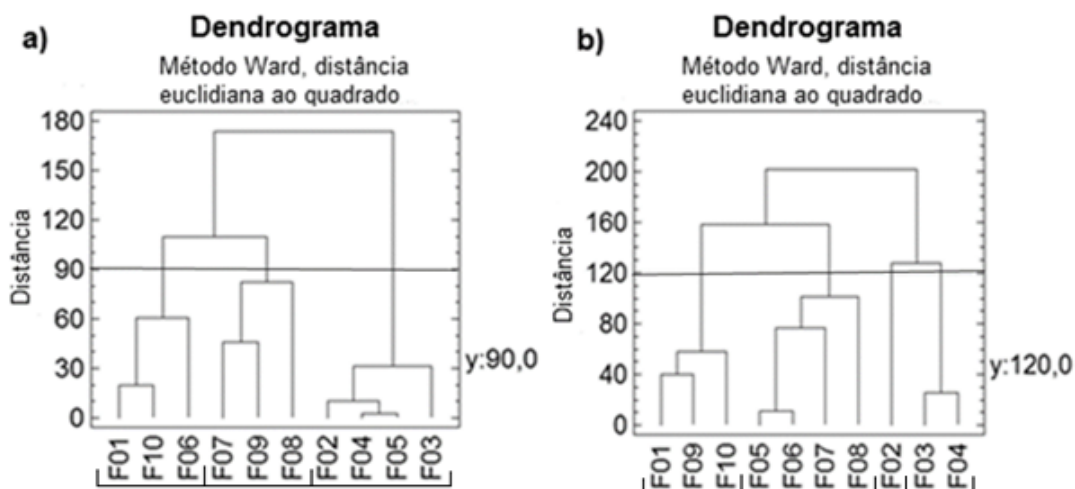 a)
Dendrograma
Método Ward, distância
euclidiana ao quadrado
Distância
180
150
120
90
60
30
0
y:90,0
F01 F10 F06 F07 F09 F08 F02 F04 F05 F03
b)
Dendrograma
Método Ward, distância
euclidiana ao quadrado
Distância
240
200
160
120
80
40
0
y:120,0
F01 F09 F10 F05 F06 F07 F08 F02 F03 F04